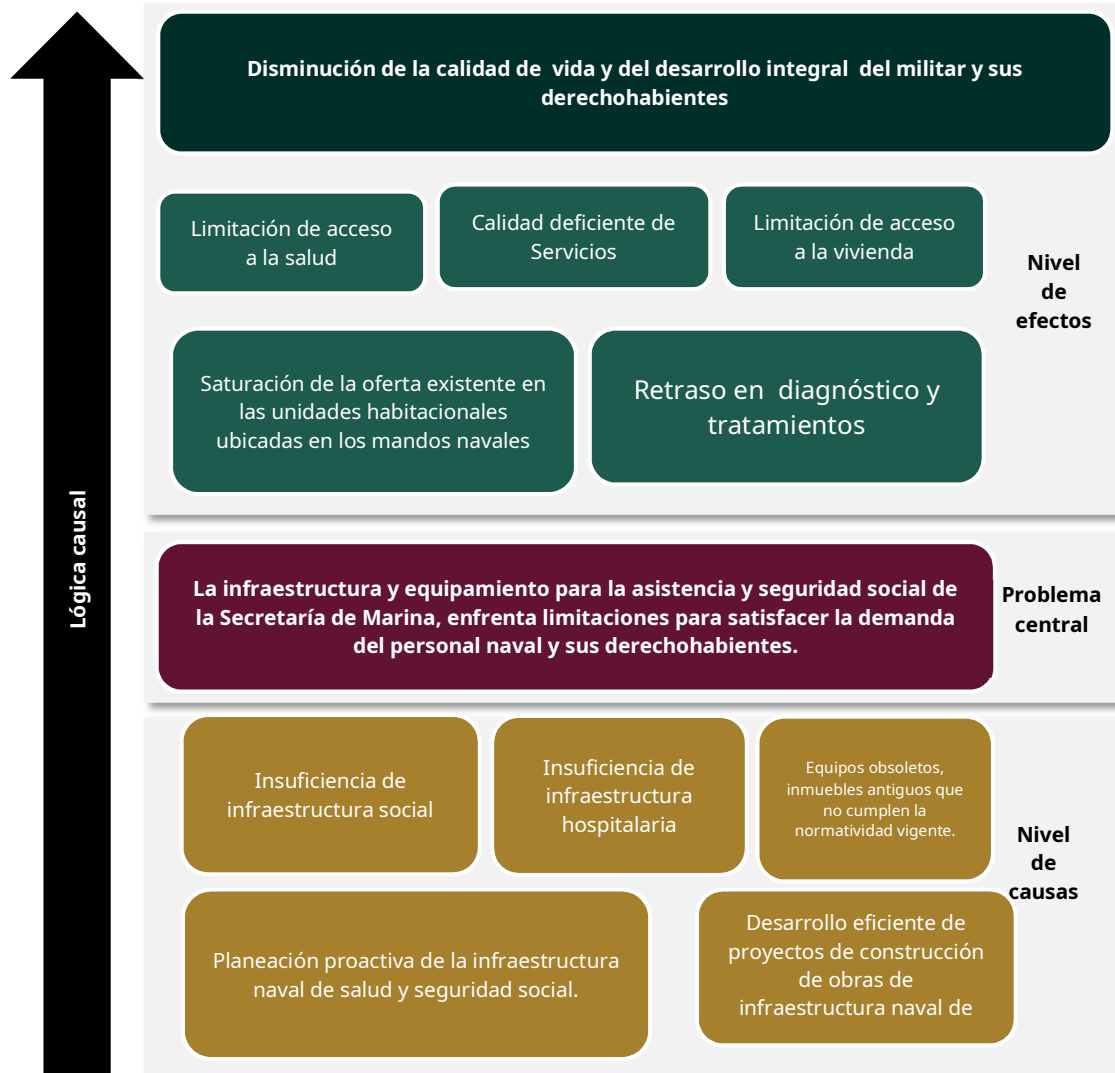 Disminución de la calidad de vida y del desarrollo integral del militar y sus
derechohabientes
Limitación de acceso
a la salud
Calidad deficiente de
Servicios
Limitación de acceso
a la vivienda
Nivel
de
efectos
Saturación de la oferta existente en
las unidades habitacionales
ubicadas en los mandos navales
Retraso en diagnóstico y
tratamientos
Lógica causal
La infraestructura y equipamiento para la asistencia y seguridad social de
la Secretaría de Marina, enfrenta limitaciones para satisfacer la demanda
del personal naval y sus derechohabientes.
Problema
central
Insuficiencia de
infraestructura social
Insuficiencia de
infraestructura
hospitalaria
Equipos obsoletos,
inmuebles antiguos que
no cumplen la
normatividad vigente.
Nivel
de
causas
Planeación proactiva de la infraestructura
naval de salud y seguridad social.
Desarrollo eficiente de
proyectos de construcción
de obras de
infraestructura naval de